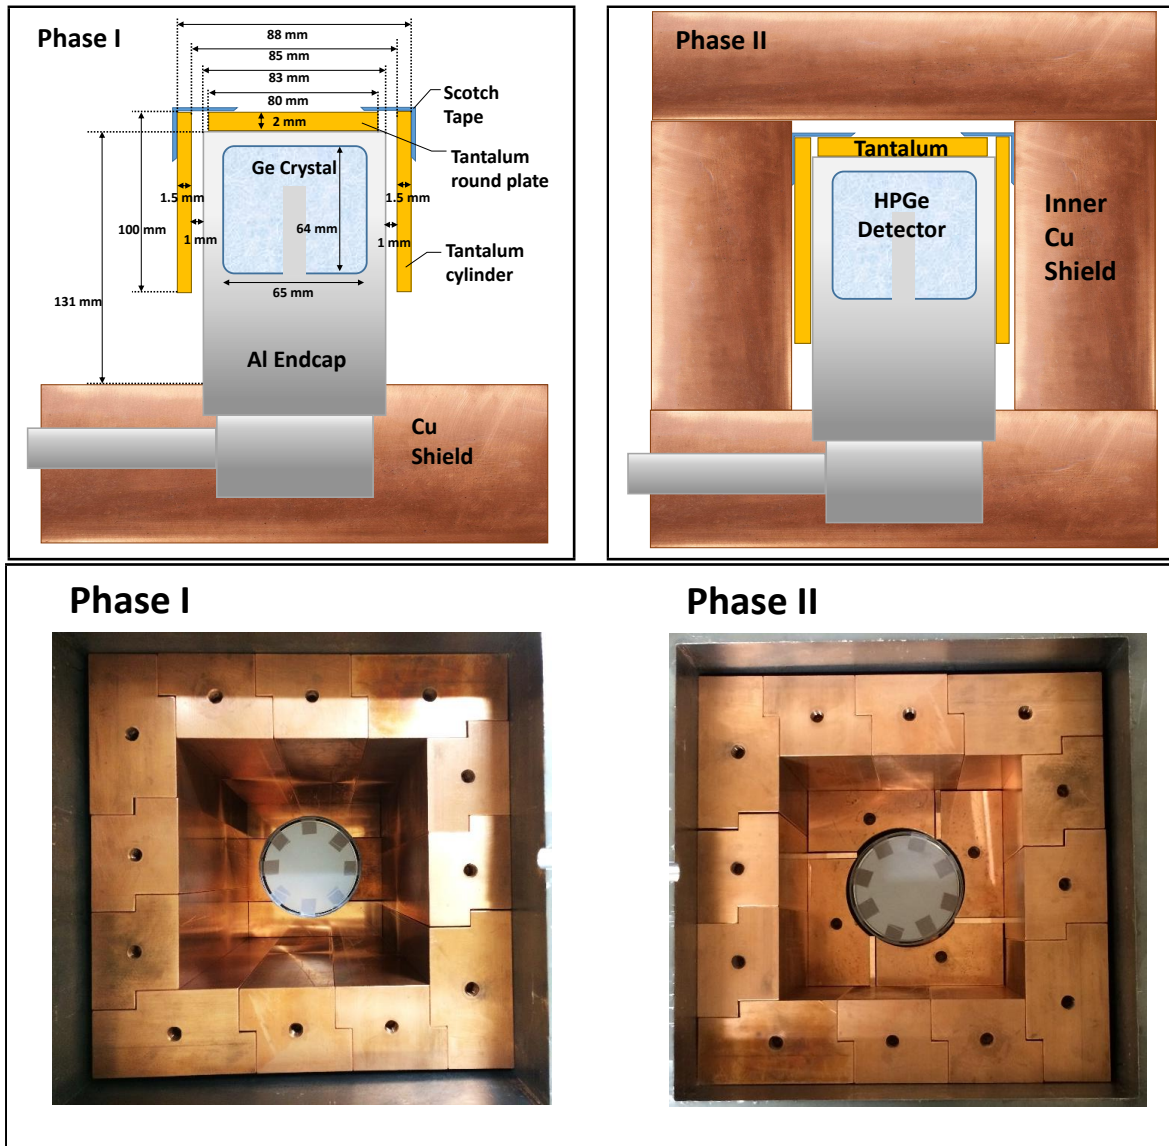 Phase I
88 mm
85 mm
83 mm
80 mm
2 mm
Scotch
Tape
Tantalum
round plate
Ge Crystal
1.5 mm
1.5 mm
100 mm
1 mm
64 mm
1 mm
Tantalum
cylinder
65 mm
131 mm
Al Endcap
Cu
Shield
Phase II
Tantalum
HPGe
Detector
Inner
Cu
Shield
Phase I
Phase II